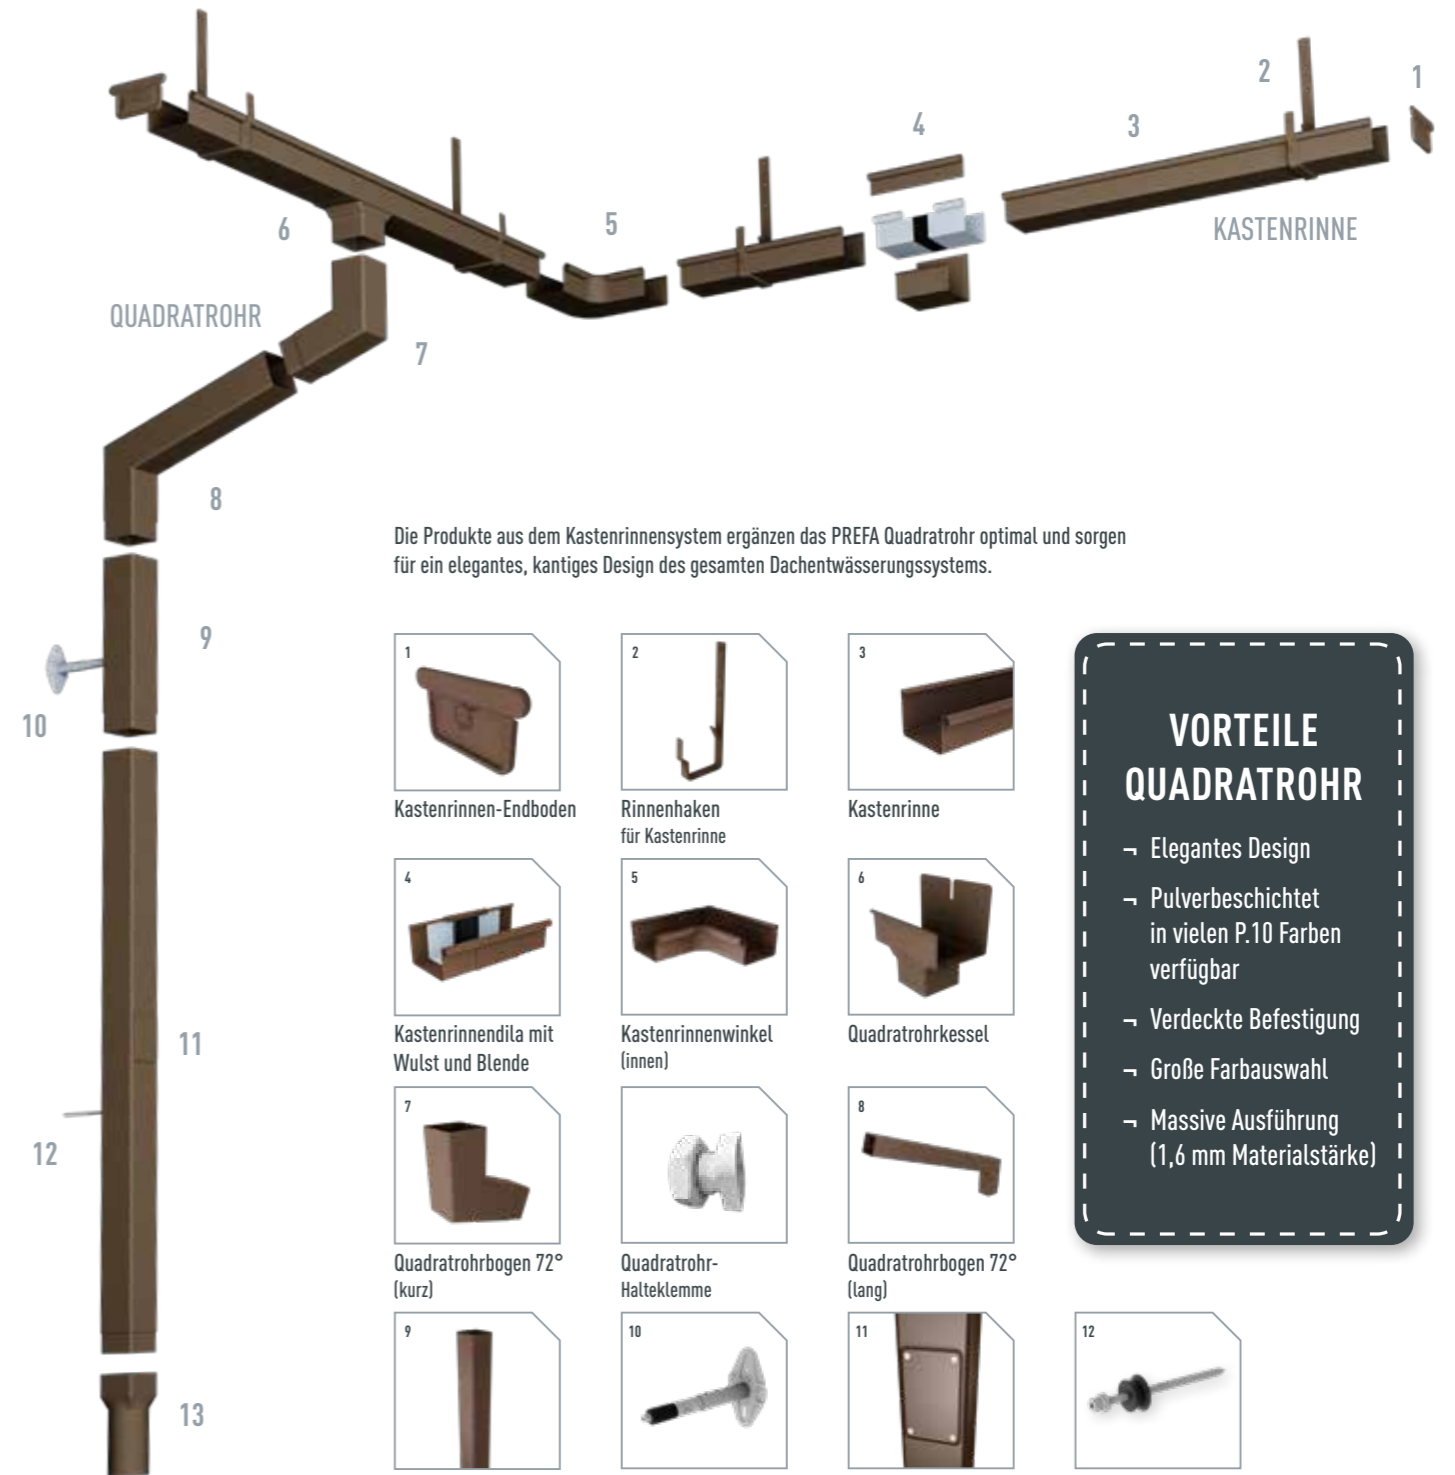 2
1
4
3
6
5
KASTENRINNE
QUADRATROHR
7
8
Die Produkte aus dem Kastenrinnensystem ergänzen das PREFA Quadratrohr optimal und sorgen
für ein elegantes, kantiges Design des gesamten Dachentwässerungssystems.
9
10
11
12
13
1
Kastenrinnen-Endboden
2
Rinnenhaken
für Kastenrinne
3
Kastenrinne
4
Kastenrinnendila mit
Wulst und Blende
5
Kastenrinnenwinkel
(innen)
6
Quadratrohrkessel
7
Quadratrohrbogen 72°
(kurz)
Quadratrohr-
Halteklemme
8
Quadratrohrbogen 72°
(lang)
9
10
11
12
VORTEILE
QUADRATROHR
¬ Elegantes Design
¬ Pulverbeschichtet
in vielen P.10 Farben
verfügbar
¬ Verdeckte Befestigung
¬ Große Farbauswahl
¬ Massive Ausführung
(1,6 mm Materialstärke)